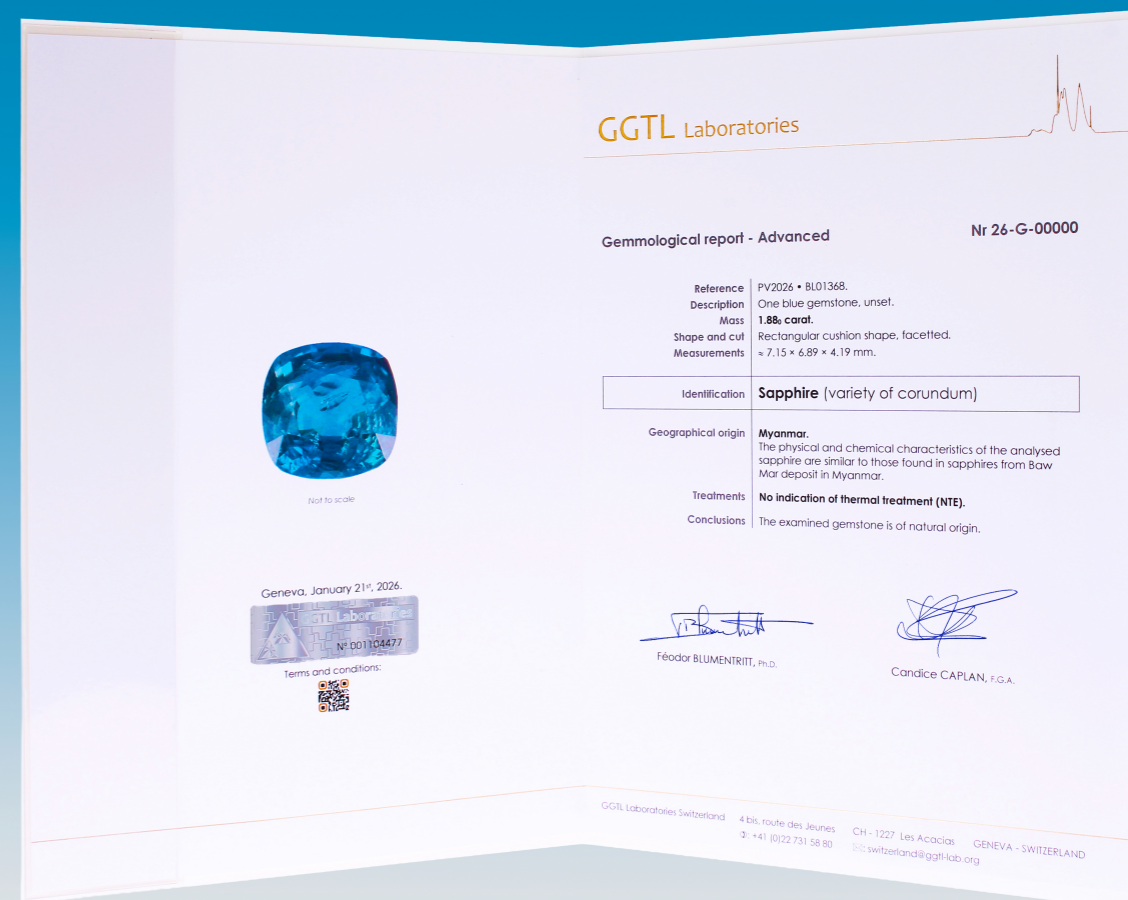 Not to scale
Geneva, January 21st, 2026.
GGTL Laboratories
N° 001104477
Terms and conditions:
GGTL Laboratories
Gemmological report - Advanced
Nr 26-G-00000
Reference PV2026 • BL01368.
Description One blue gemstone, unset.
Mass 1.880 carat.
Shape and cut Rectangular cushion shape, facetted.
Measurements ≈ 7.15 × 6.89 × 4.19 mm.
Identification Sapphire (variety of corundum)
Geographical origin Myanmar.
The physical and chemical characteristics of the analysed
sapphire are similar to those found in sapphires from Baw
Mar deposit in Myanmar.
Treatments No indication of thermal treatment (NTE).
Conclusions The examined gemstone is of natural origin.
Féodor BLUMENTRITT, Ph.D.
Candice CAPLAN, F.G.A.
GGTL Laboratories Switzerland 4 bis, route des Jeunes CH - 1227 Les Acacias GENEVA - SWITZERLAND
✆: +41 (0)22 731 58 80 ✉: switzerland@ggtl-lab.org